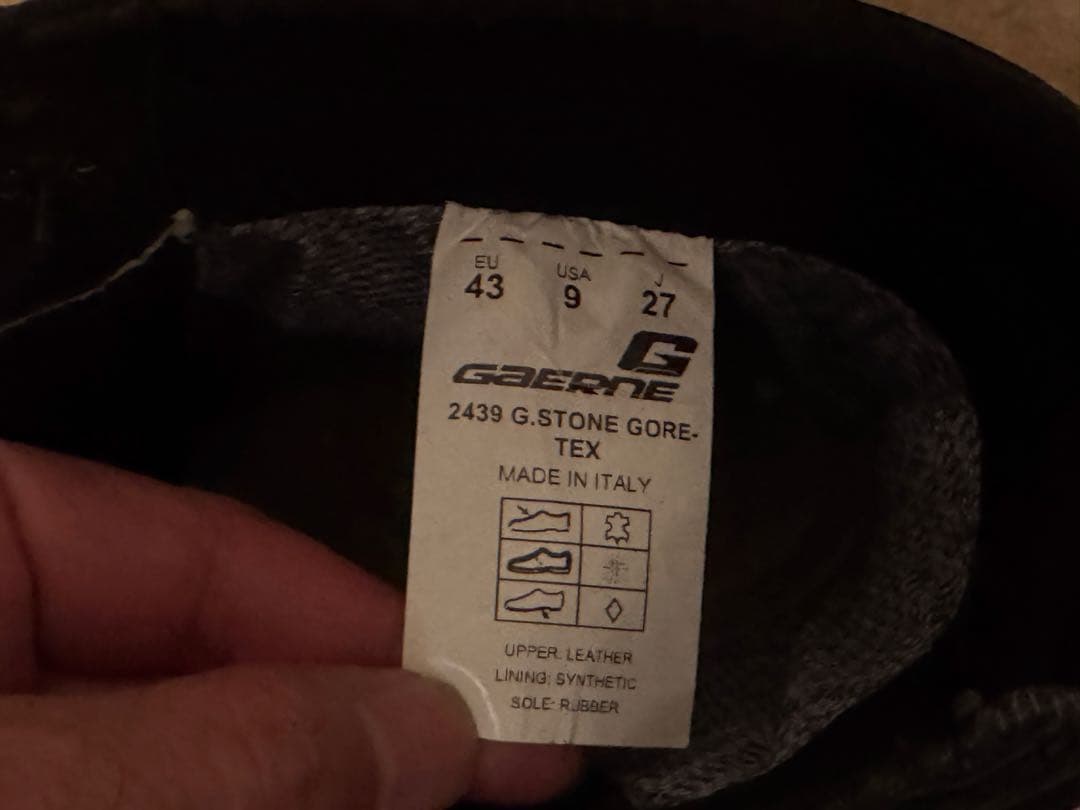 EU USA J
43 9 27
G
GAERNE
2439 G.STONE GORE-
TEX
MADE IN ITALY
UPPER: LEATHER
LINING: SYNTHETIC
SOLE: RUBBER